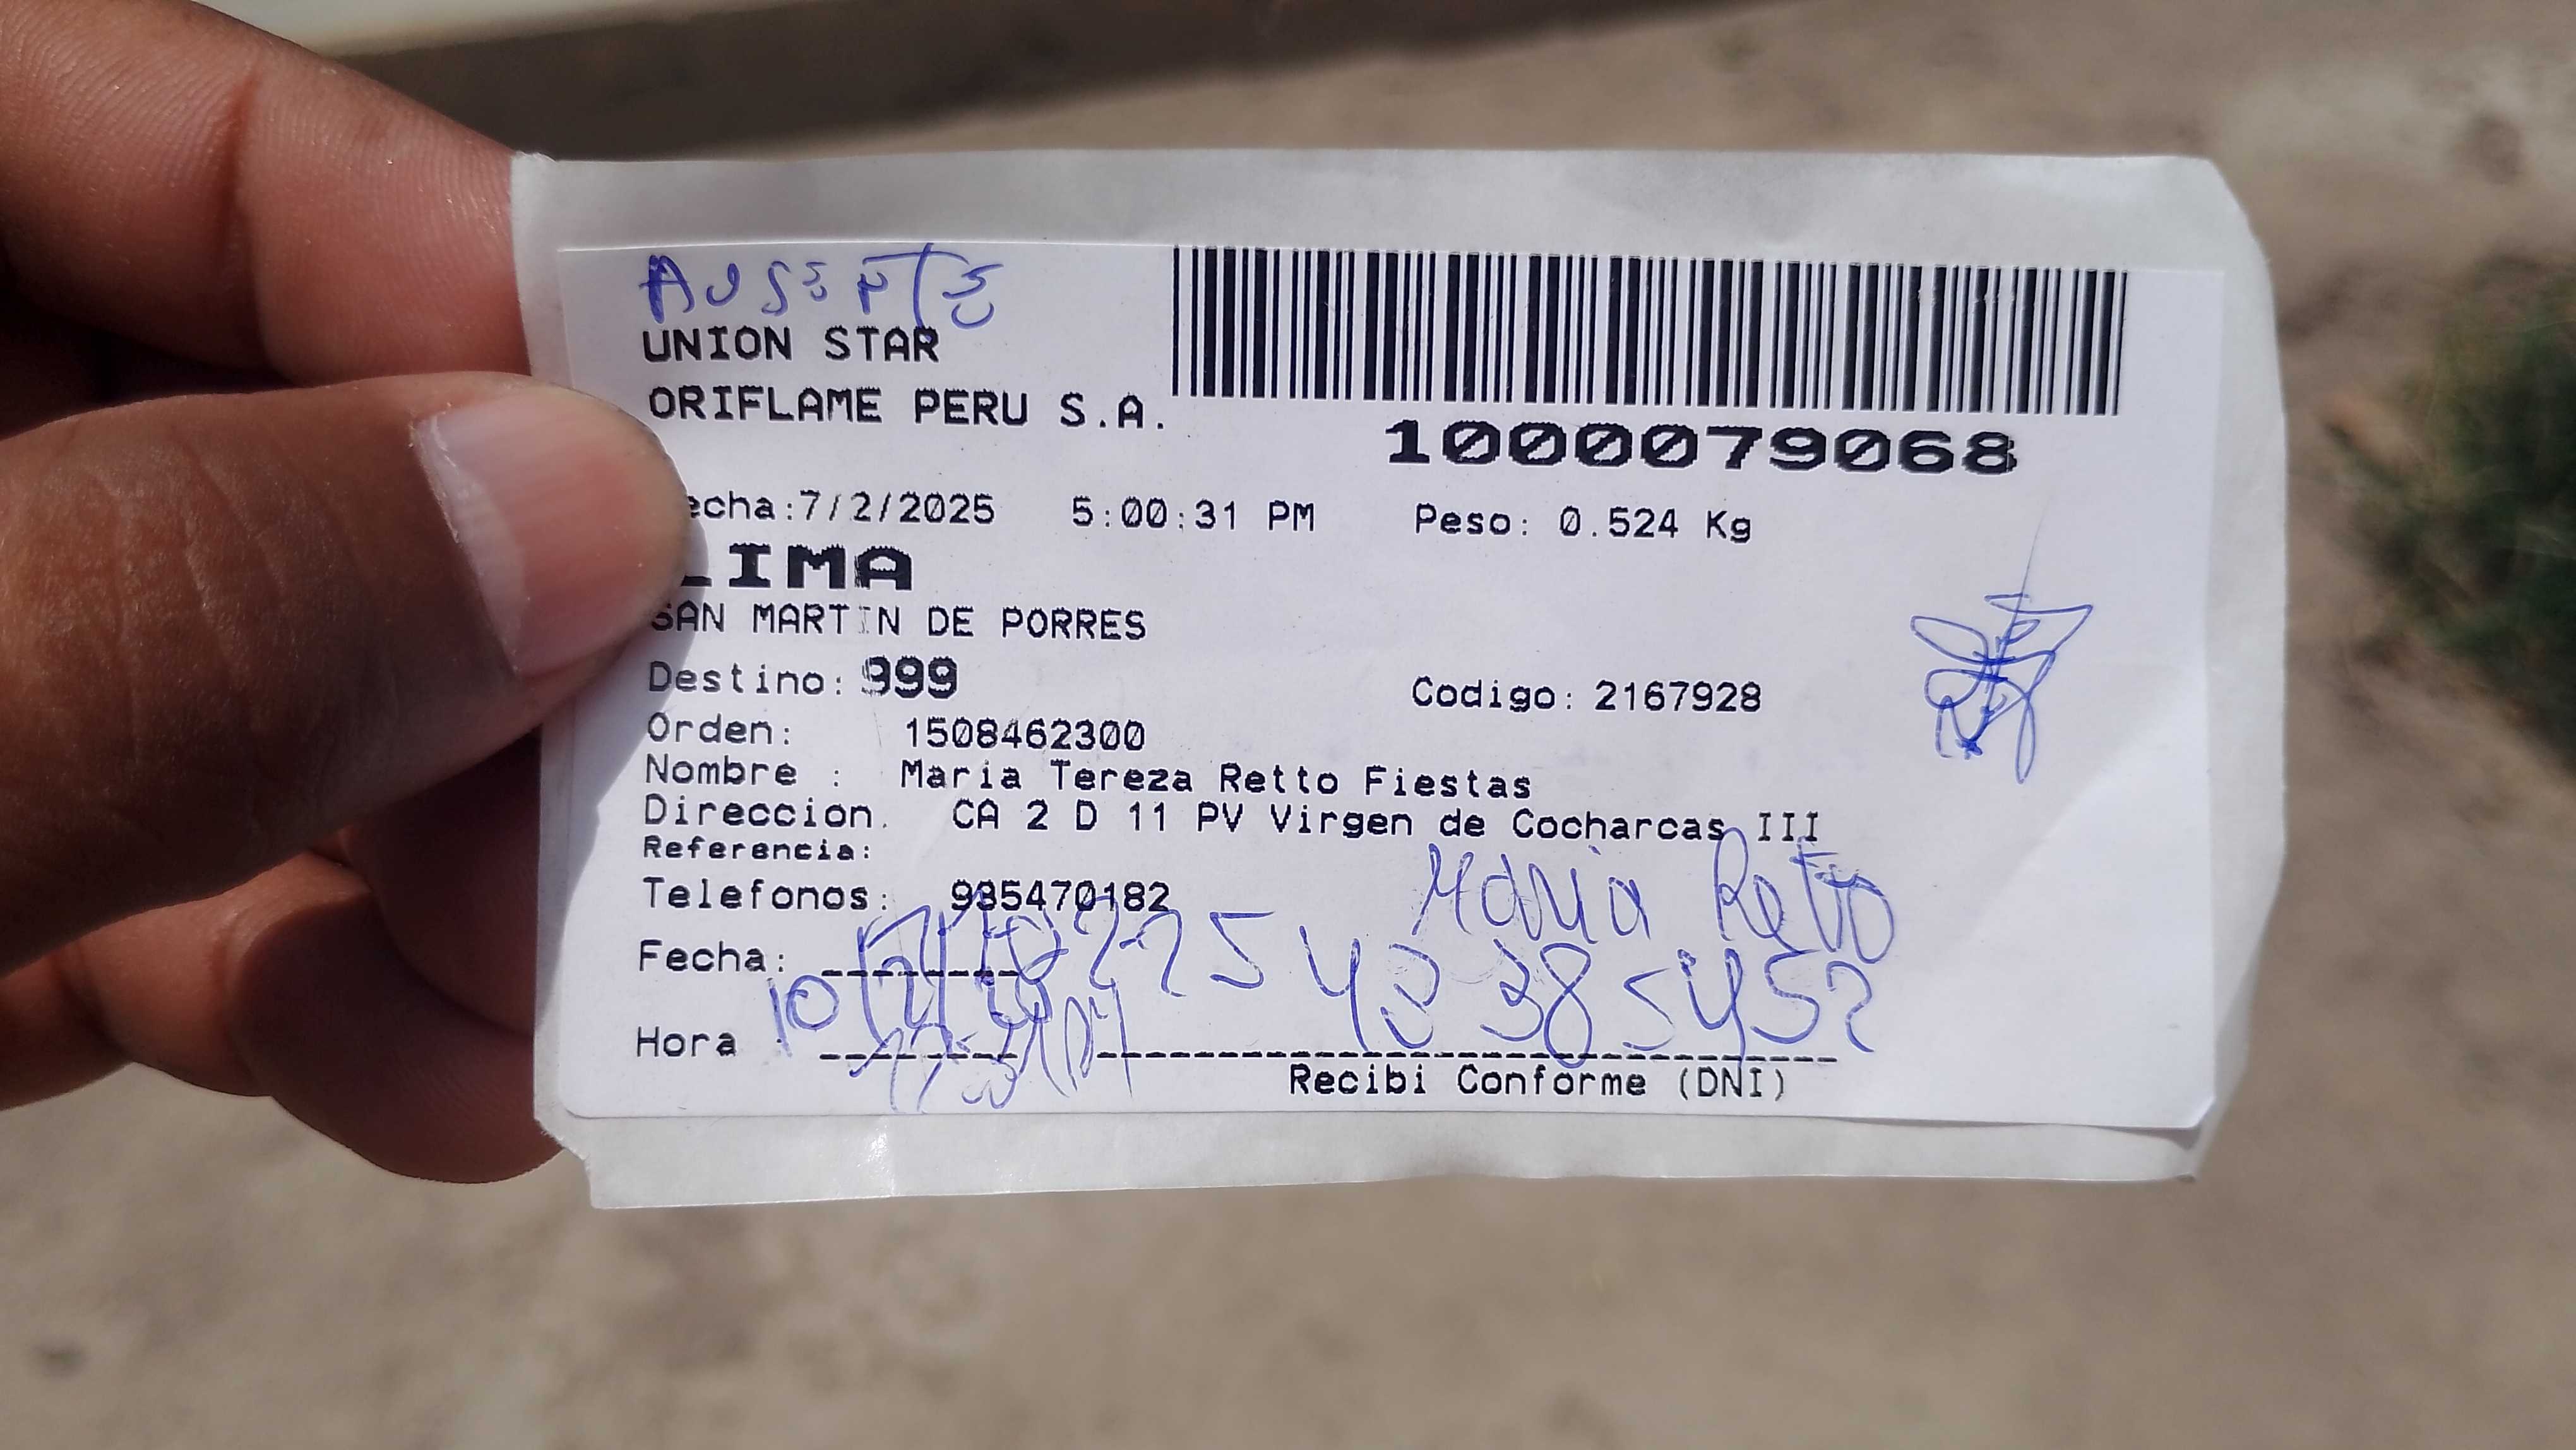 AUSENTE
UNION STAR
ORIFLAME PERU S.A.
1000079068
echa:7/2/2025 5:00:31 PM Peso: 0.524 Kg
LIMA
SAN MARTIN DE PORRES
Destino: 999 Codigo: 2167928
Orden: 1508462300
Nombre : Maria Tereza Retto Fiestas
Direccion. CA 2 D 11 PV Virgen de Cocharcas III
Referencia:
Telefonos: 985470182
Maria Retto
Fecha:
Hora :
Recibi Conforme (DNI)